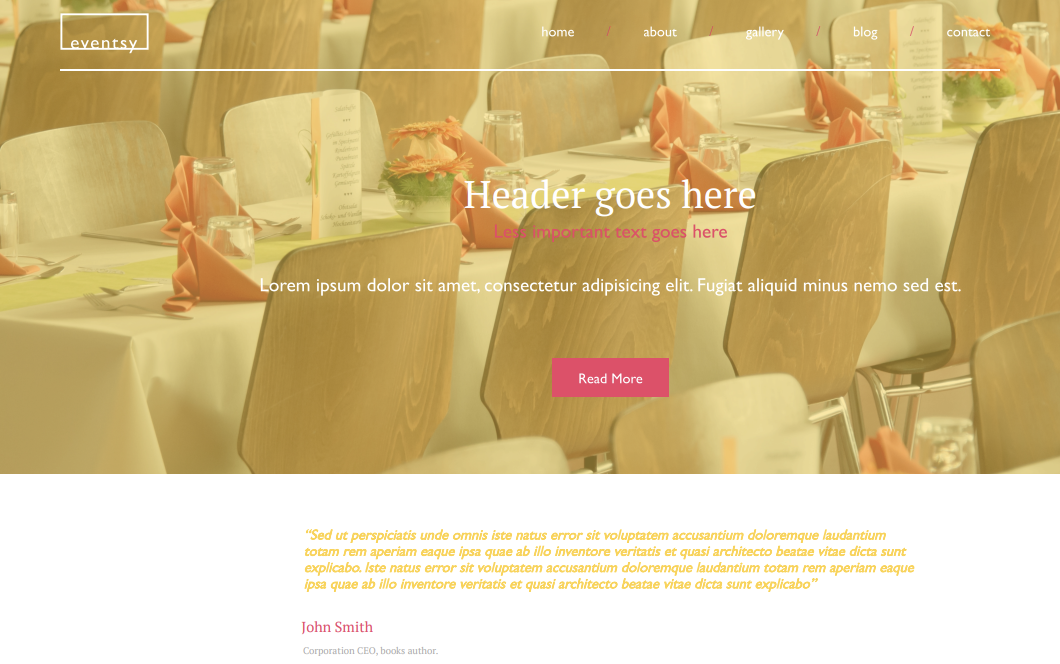 eventsy
home / about / gallery / blog / contact
Header goes here
Less important text goes here
Lorem ipsum dolor sit amet, consectetur adipisicing elit. Fugiat aliquid minus nemo sed est.
Read More
“Sed ut perspiciatis unde omnis iste natus error sit voluptatem accusantium doloremque laudantium
totam rem aperiam eaque ipsa quae ab illo inventore veritatis et quasi architecto beatae vitae dicta sunt
explicabo. Iste natus error sit voluptatem accusantium doloremque laudantium totam rem aperiam eaque
ipsa quae ab illo inventore veritatis et quasi architecto beatae vitae dicta sunt explicabo”
John Smith
Corporation CEO, books author.